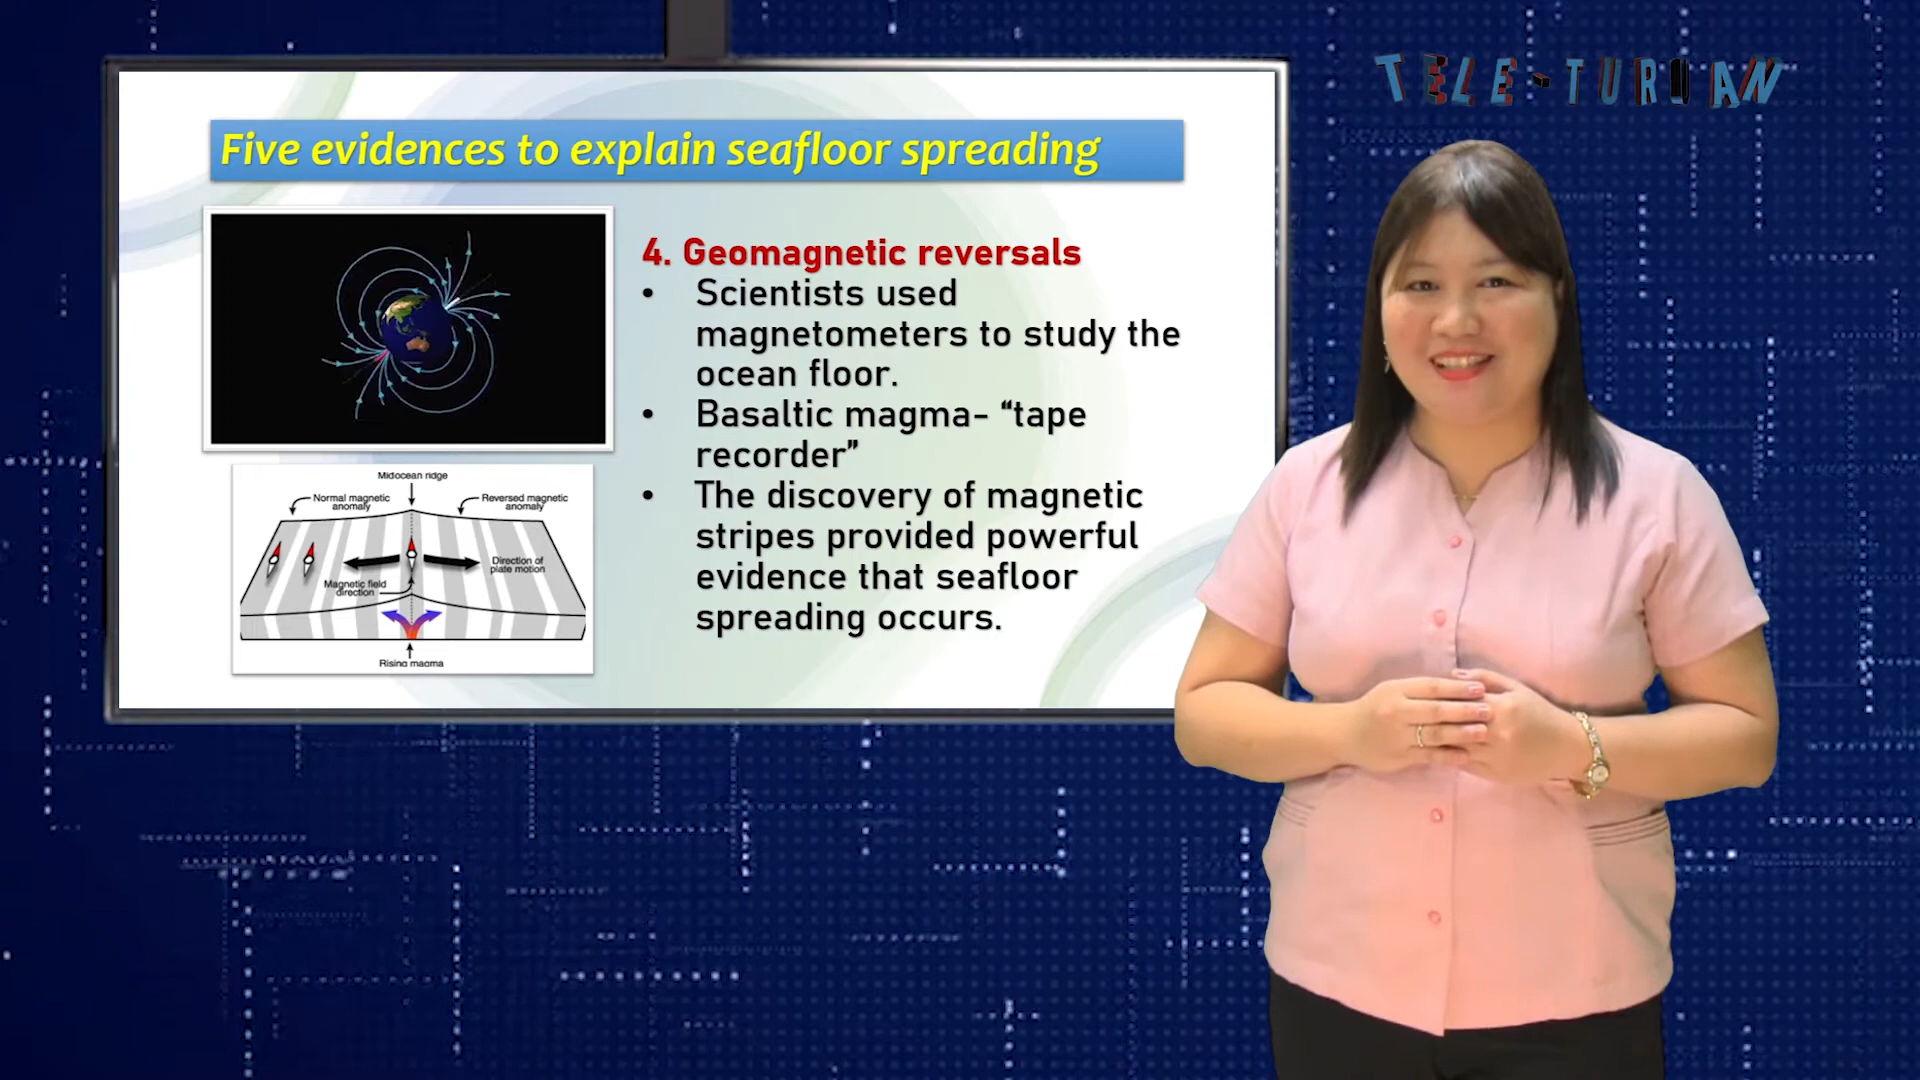 TELE-TURUAN
Five evidences to explain seafloor spreading
4. Geomagnetic reversals
• Scientists used
magnetometers to study the
ocean floor.
• Basaltic magma- “tape
recorder”
• The discovery of magnetic
stripes provided powerful
evidence that seafloor
spreading occurs.
Midocean ridge
Normal magnetic
anomaly
Reversed magnetic
anomaly
Direction of
plate motion
Magnetic field
direction
Rising magma